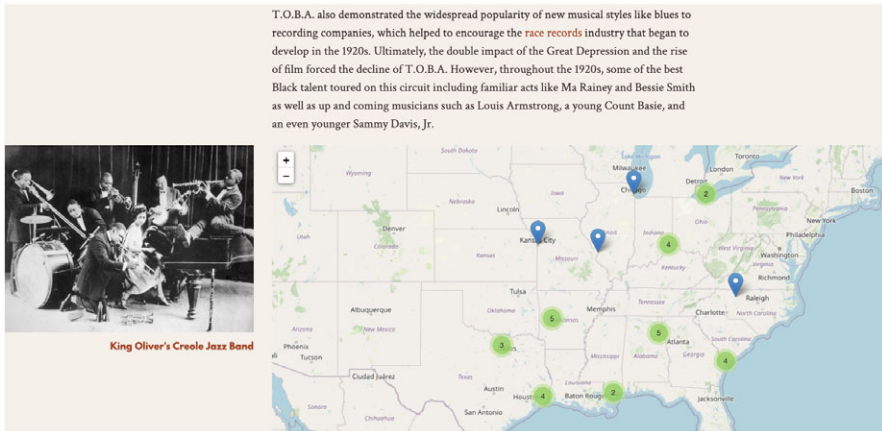 T.O.B.A. also demonstrated the widespread popularity of new musical styles like blues to
recording companies, which helped to encourage the race records industry that began to
develop in the 1920s. Ultimately, the double impact of the Great Depression and the rise
of film forced the decline of T.O.B.A. However, throughout the 1920s, some of the best
Black talent toured on this circuit including familiar acts like Ma Rainey and Bessie Smith
as well as up and coming musicians such as Louis Armstrong, a young Count Basie, and
an even younger Sammy Davis, Jr.
King Oliver's Creole Jazz Band
+
−
South Dakota
Lake Michigan
Toronto
Wyoming
Milwaukee
London
Detroit
New York
Boston
Nebraska
Iowa
2
Lincoln
Ohio
Pennsylvania
New York
Philadelphia
Utah
Denver
Colorado
Kansas City
Indiana
4
West Virginia
Washington
Kansas
Missouri
Kentucky
Virginia
Richmond
Tulsa
Raleigh
Albuquerque
Oklahoma
5
Memphis
Tennessee
Charlotte
North Carolina
Arizona
New Mexico
5
Atlanta
South Carolina
Phoenix
3
Mississippi
Alabama
Georgia
4
Tucson
Ciudad Juárez
Texas
Austin
Louisiana
4
Baton Rouge
2
Jacksonville
Sonora
Chihuahua
San Antonio
Florida